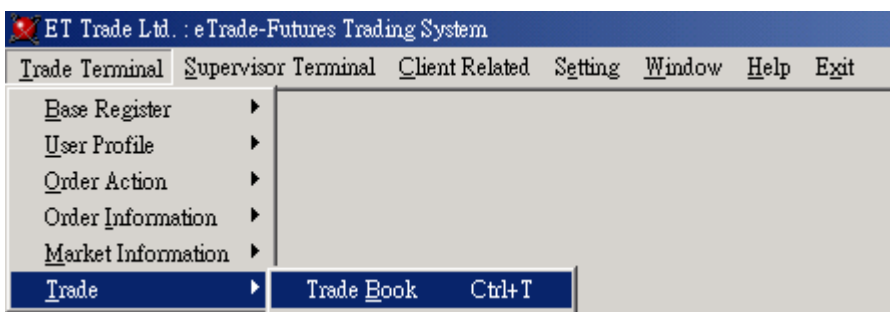 ET Trade Ltd. : eTrade-Futures Trading System
Trade Terminal Supervisor Terminal Client Related Setting Window Help Exit
Base Register
User Profile
Order Action
Order Information
Market Information
Trade Trade Book Ctrl+T